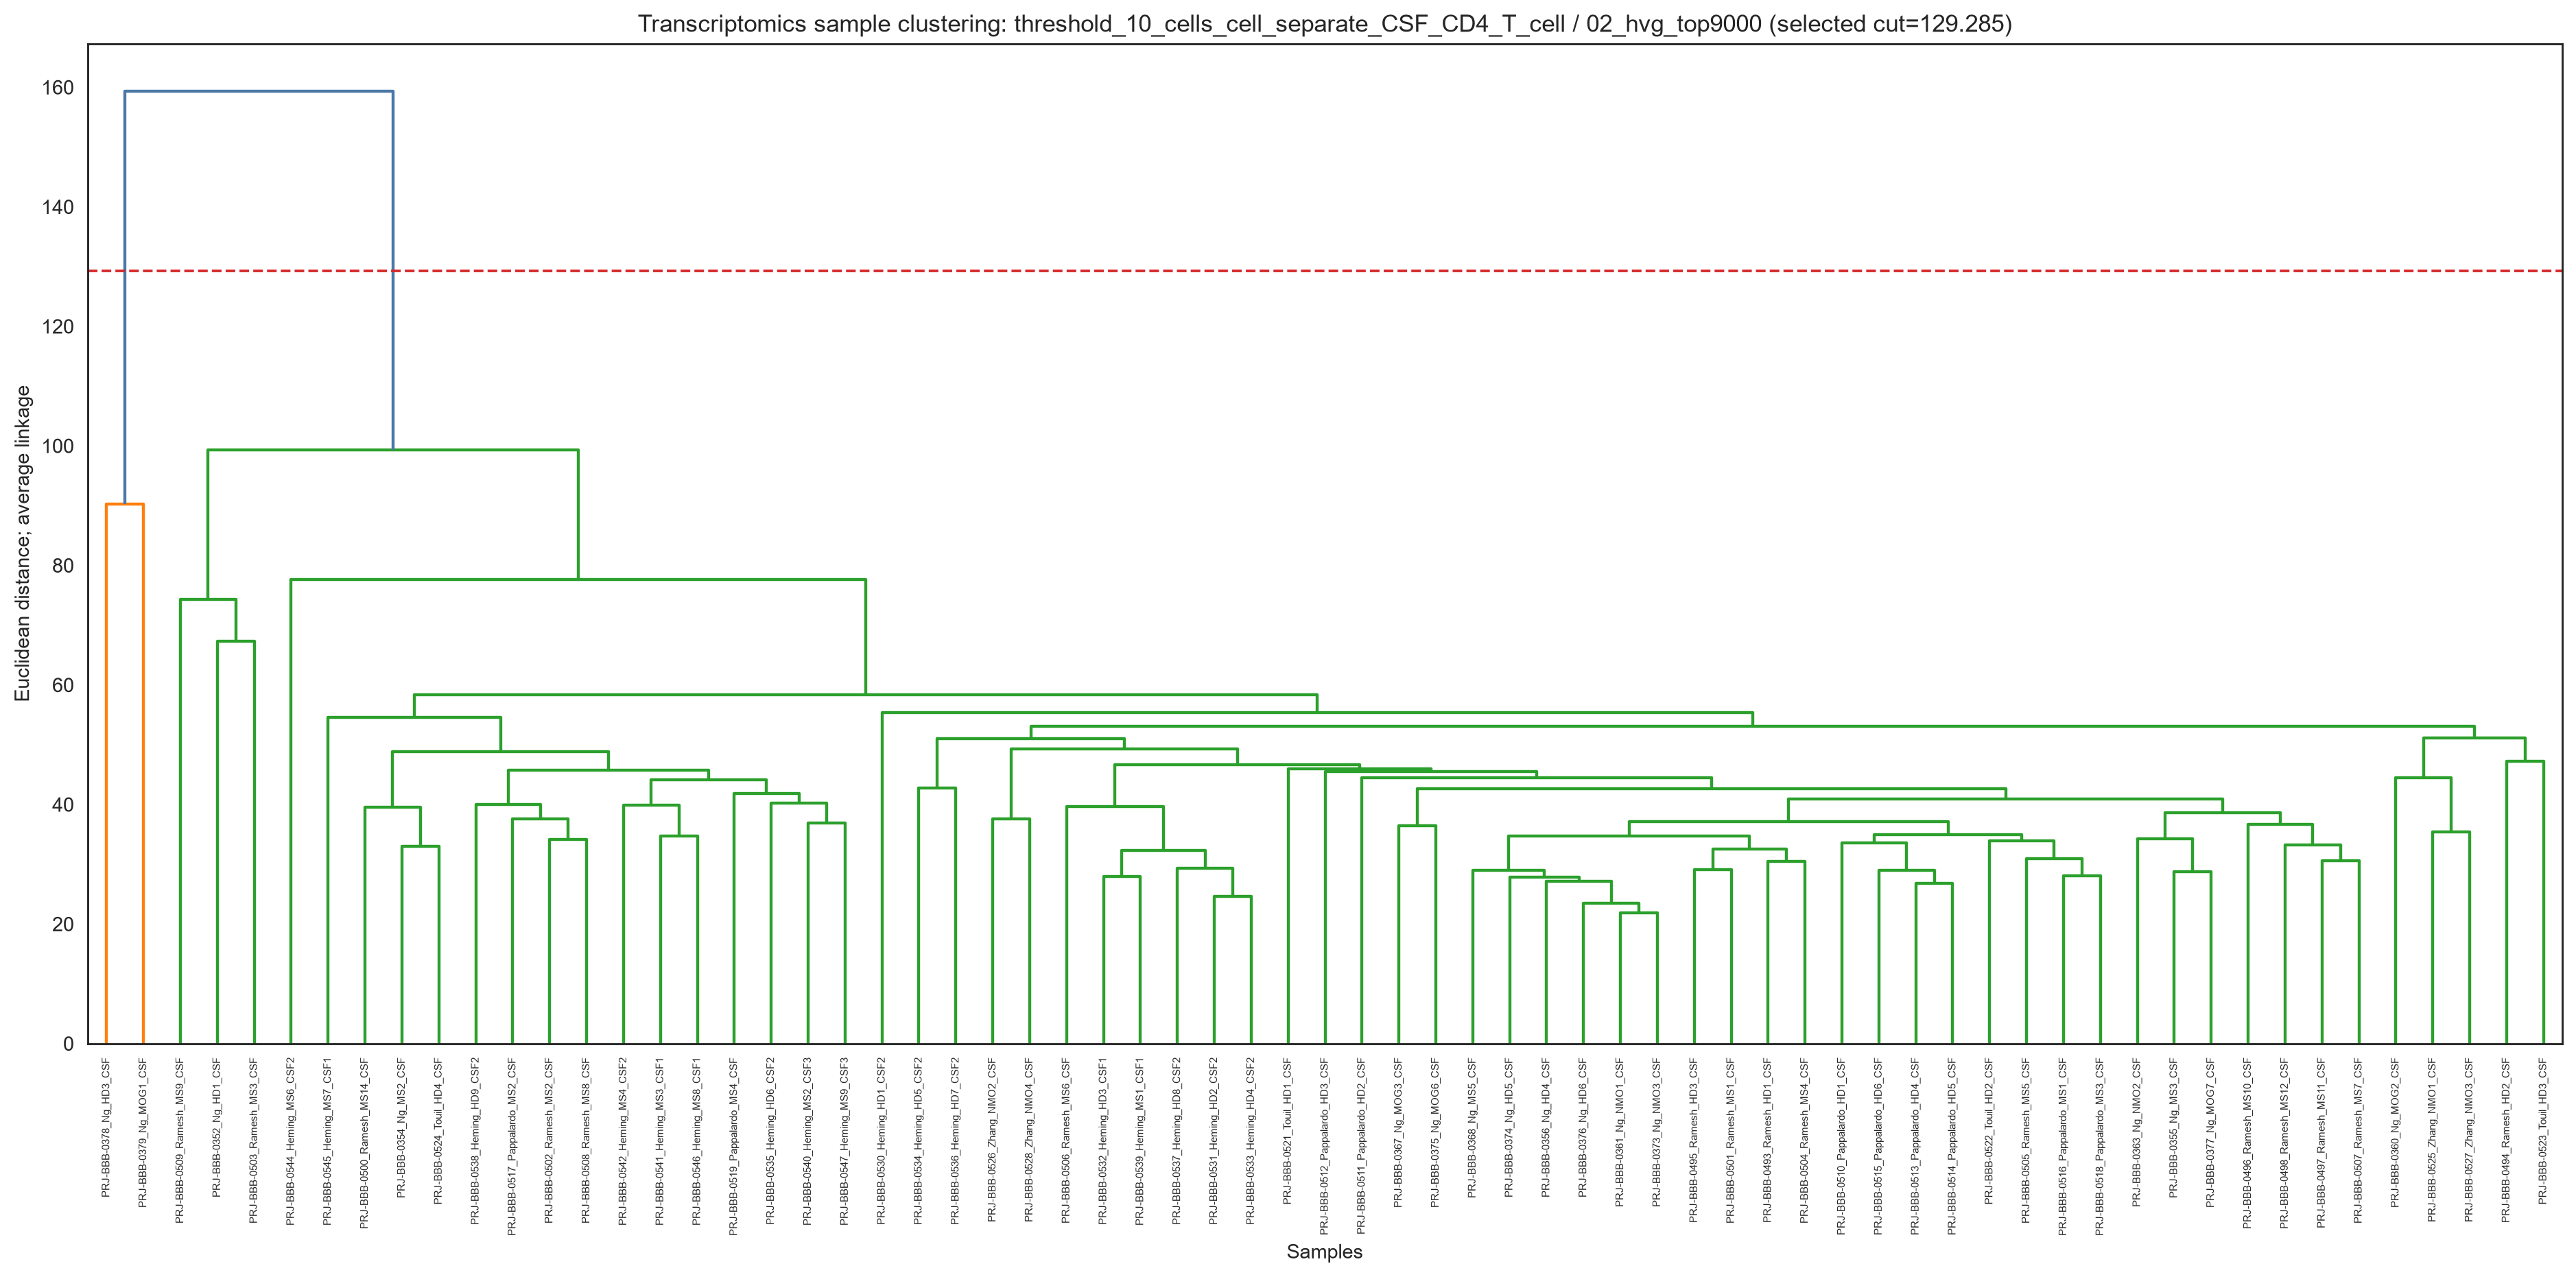 Transcriptomics sample clustering: threshold_10_cells_cell_separate_CSF_CD4_T_cell / 02_hvg_top9000 (selected cut=129.285)
160
140
120
100
80
60
40
20
0
Euclidean distance; average linkage
PRJ-BBB-0378_Ng_HD3_CSF
PRJ-BBB-0379_Ng_MOG1_CSF
PRJ-BBB-0509_Ramesh_MS9_CSF
PRJ-BBB-0352_Ng_HD1_CSF
PRJ-BBB-0503_Ramesh_MS3_CSF
PRJ-BBB-0544_Heming_MS6_CSF2
PRJ-BBB-0545_Heming_MS7_CSF1
PRJ-BBB-0500_Ramesh_MS14_CSF
PRJ-BBB-0354_Ng_MS2_CSF
PRJ-BBB-0524_Touil_HD4_CSF
PRJ-BBB-0538_Heming_HD9_CSF2
PRJ-BBB-0517_Pappalardo_MS2_CSF
PRJ-BBB-0502_Ramesh_MS2_CSF
PRJ-BBB-0508_Ramesh_MS8_CSF
PRJ-BBB-0542_Heming_MS4_CSF2
PRJ-BBB-0541_Heming_MS3_CSF1
PRJ-BBB-0546_Heming_MS8_CSF1
PRJ-BBB-0519_Pappalardo_MS4_CSF
PRJ-BBB-0535_Heming_HD6_CSF2
PRJ-BBB-0540_Heming_MS2_CSF3
PRJ-BBB-0547_Heming_MS9_CSF3
PRJ-BBB-0530_Heming_HD1_CSF2
PRJ-BBB-0534_Heming_HD5_CSF2
PRJ-BBB-0536_Heming_HD7_CSF2
PRJ-BBB-0526_Zhang_NMO2_CSF
PRJ-BBB-0528_Zhang_NMO4_CSF
PRJ-BBB-0506_Ramesh_MS6_CSF
PRJ-BBB-0532_Heming_HD3_CSF1
PRJ-BBB-0539_Heming_MS1_CSF1
PRJ-BBB-0537_Heming_HD8_CSF2
PRJ-BBB-0531_Heming_HD2_CSF2
PRJ-BBB-0533_Heming_HD4_CSF2
PRJ-BBB-0521_Touil_HD1_CSF
PRJ-BBB-0512_Pappalardo_HD3_CSF
PRJ-BBB-0511_Pappalardo_HD2_CSF
PRJ-BBB-0367_Ng_MOG3_CSF
PRJ-BBB-0375_Ng_MOG6_CSF
PRJ-BBB-0368_Ng_MS5_CSF
PRJ-BBB-0374_Ng_HD5_CSF
PRJ-BBB-0356_Ng_HD4_CSF
PRJ-BBB-0376_Ng_HD6_CSF
PRJ-BBB-0361_Ng_NMO1_CSF
PRJ-BBB-0373_Ng_NMO3_CSF
PRJ-BBB-0495_Ramesh_HD3_CSF
PRJ-BBB-0501_Ramesh_MS1_CSF
PRJ-BBB-0493_Ramesh_HD1_CSF
PRJ-BBB-0504_Ramesh_MS4_CSF
PRJ-BBB-0510_Pappalardo_HD1_CSF
PRJ-BBB-0515_Pappalardo_HD6_CSF
PRJ-BBB-0513_Pappalardo_HD4_CSF
PRJ-BBB-0514_Pappalardo_HD5_CSF
PRJ-BBB-0522_Touil_HD2_CSF
PRJ-BBB-0505_Ramesh_MS5_CSF
PRJ-BBB-0516_Pappalardo_MS1_CSF
PRJ-BBB-0518_Pappalardo_MS3_CSF
PRJ-BBB-0363_Ng_NMO2_CSF
PRJ-BBB-0355_Ng_MS3_CSF
PRJ-BBB-0377_Ng_MOG7_CSF
PRJ-BBB-0496_Ramesh_MS10_CSF
PRJ-BBB-0498_Ramesh_MS12_CSF
PRJ-BBB-0497_Ramesh_MS11_CSF
PRJ-BBB-0507_Ramesh_MS7_CSF
PRJ-BBB-0360_Ng_MOG2_CSF
PRJ-BBB-0525_Zhang_NMO1_CSF
PRJ-BBB-0527_Zhang_NMO3_CSF
PRJ-BBB-0494_Ramesh_HD2_CSF
PRJ-BBB-0523_Touil_HD3_CSF
Samples